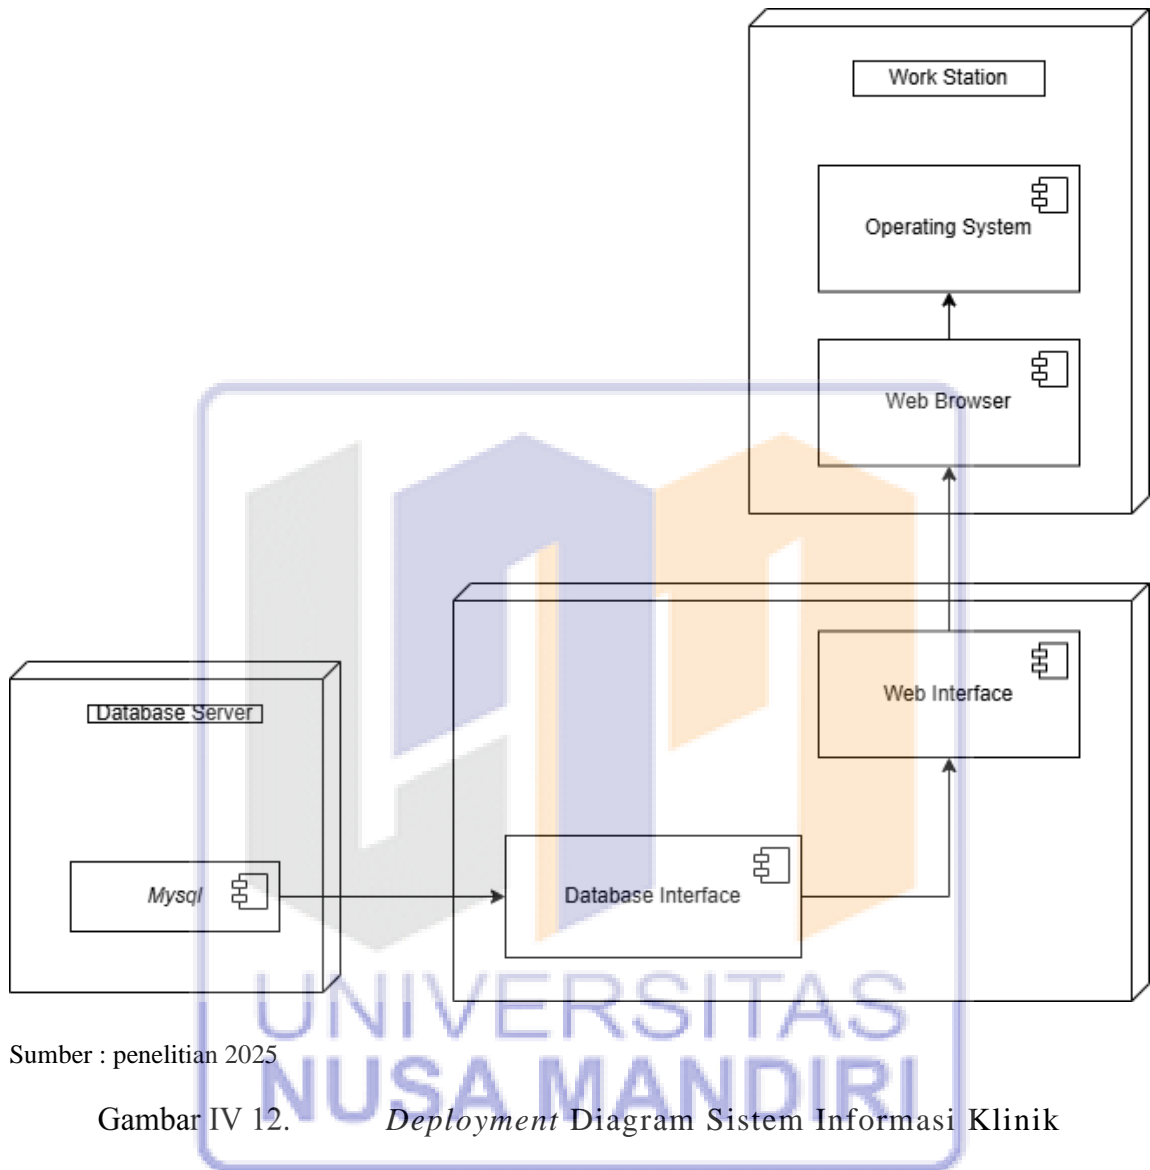 Work Station
Operating System
Web Browser
Web Interface
Database Server
Mysql
Database Interface
UNIVERSITAS
Sumber : penelitian 2025
NUSA MANDIRI
Gambar IV 12. Deployment Diagram Sistem Informasi Klinik